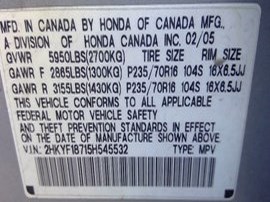 MFD. IN CANADA BY HONDA OF CANADA MFG.,
A DIVISION OF HONDA CANADA INC. 02/05
GVWR 5950LBS(2700KG) TIRE SIZE RIM SIZE
GAWR F 2865LBS(1300KG) P235/70R16 104S 16X6.5JJ
GAWR R 3155LBS(1430KG) P235/70R16 104S 16X6.5JJ
THIS VEHICLE CONFORMS TO ALL APPLICABLE
FEDERAL MOTOR VEHICLE SAFETY AND
THEFT PREVENTION STANDARDS IN EFFECT ON
THE DATE OF MANUFACTURE SHOWN ABOVE.
V.I.N: 2HKYF18715H545532 TYPE: MPV